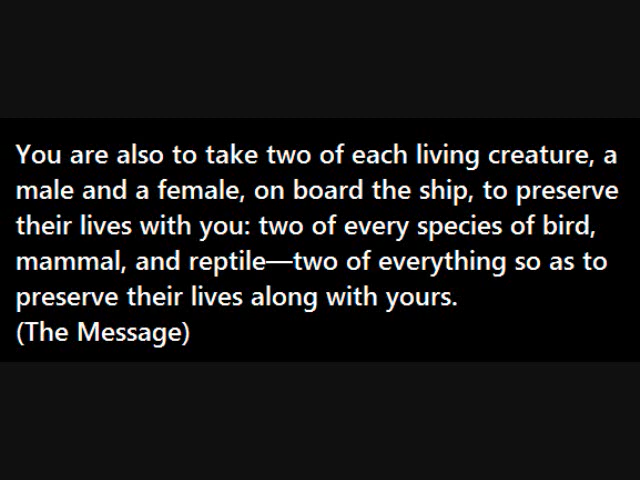 You are also to take two of each living creature, a
male and a female, on board the ship, to preserve
their lives with you: two of every species of bird,
mammal, and reptile—two of everything so as to
preserve their lives along with yours.
(The Message)